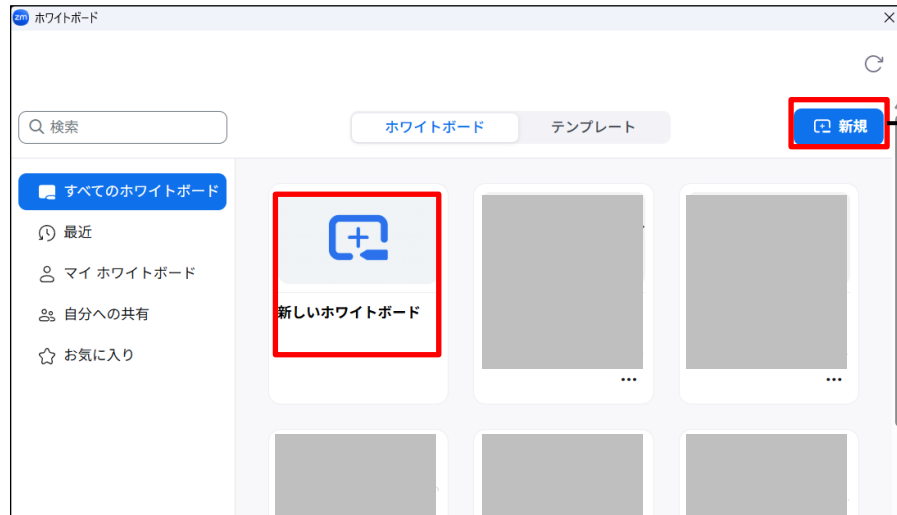 zm ホワイトボード
検索
ホワイトボード
テンプレート
新規
すべてのホワイトボード
最近
マイ ホワイトボード
自分への共有
お気に入り
新しいホワイトボード